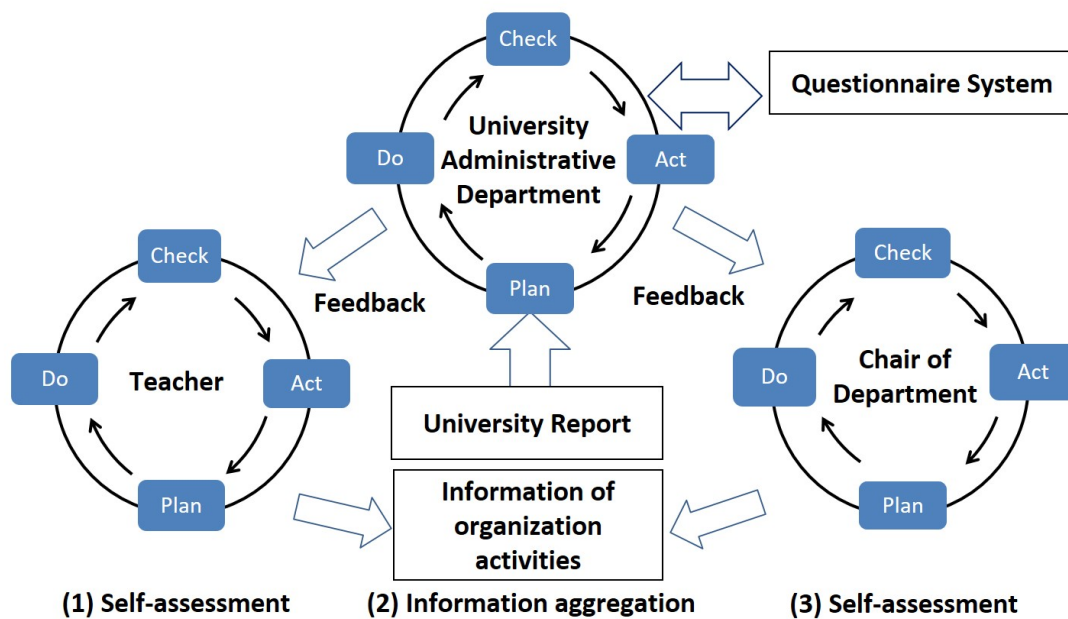 Check
Questionnaire System
University
Administrative
Department
Do
Act
Plan
Feedback
Feedback
Check
Do
Teacher
Act
Plan
Check
Do
Chair of
Department
Act
Plan
University Report
Information of
organization
activities
(1) Self-assessment
(2) Information aggregation
(3) Self-assessment